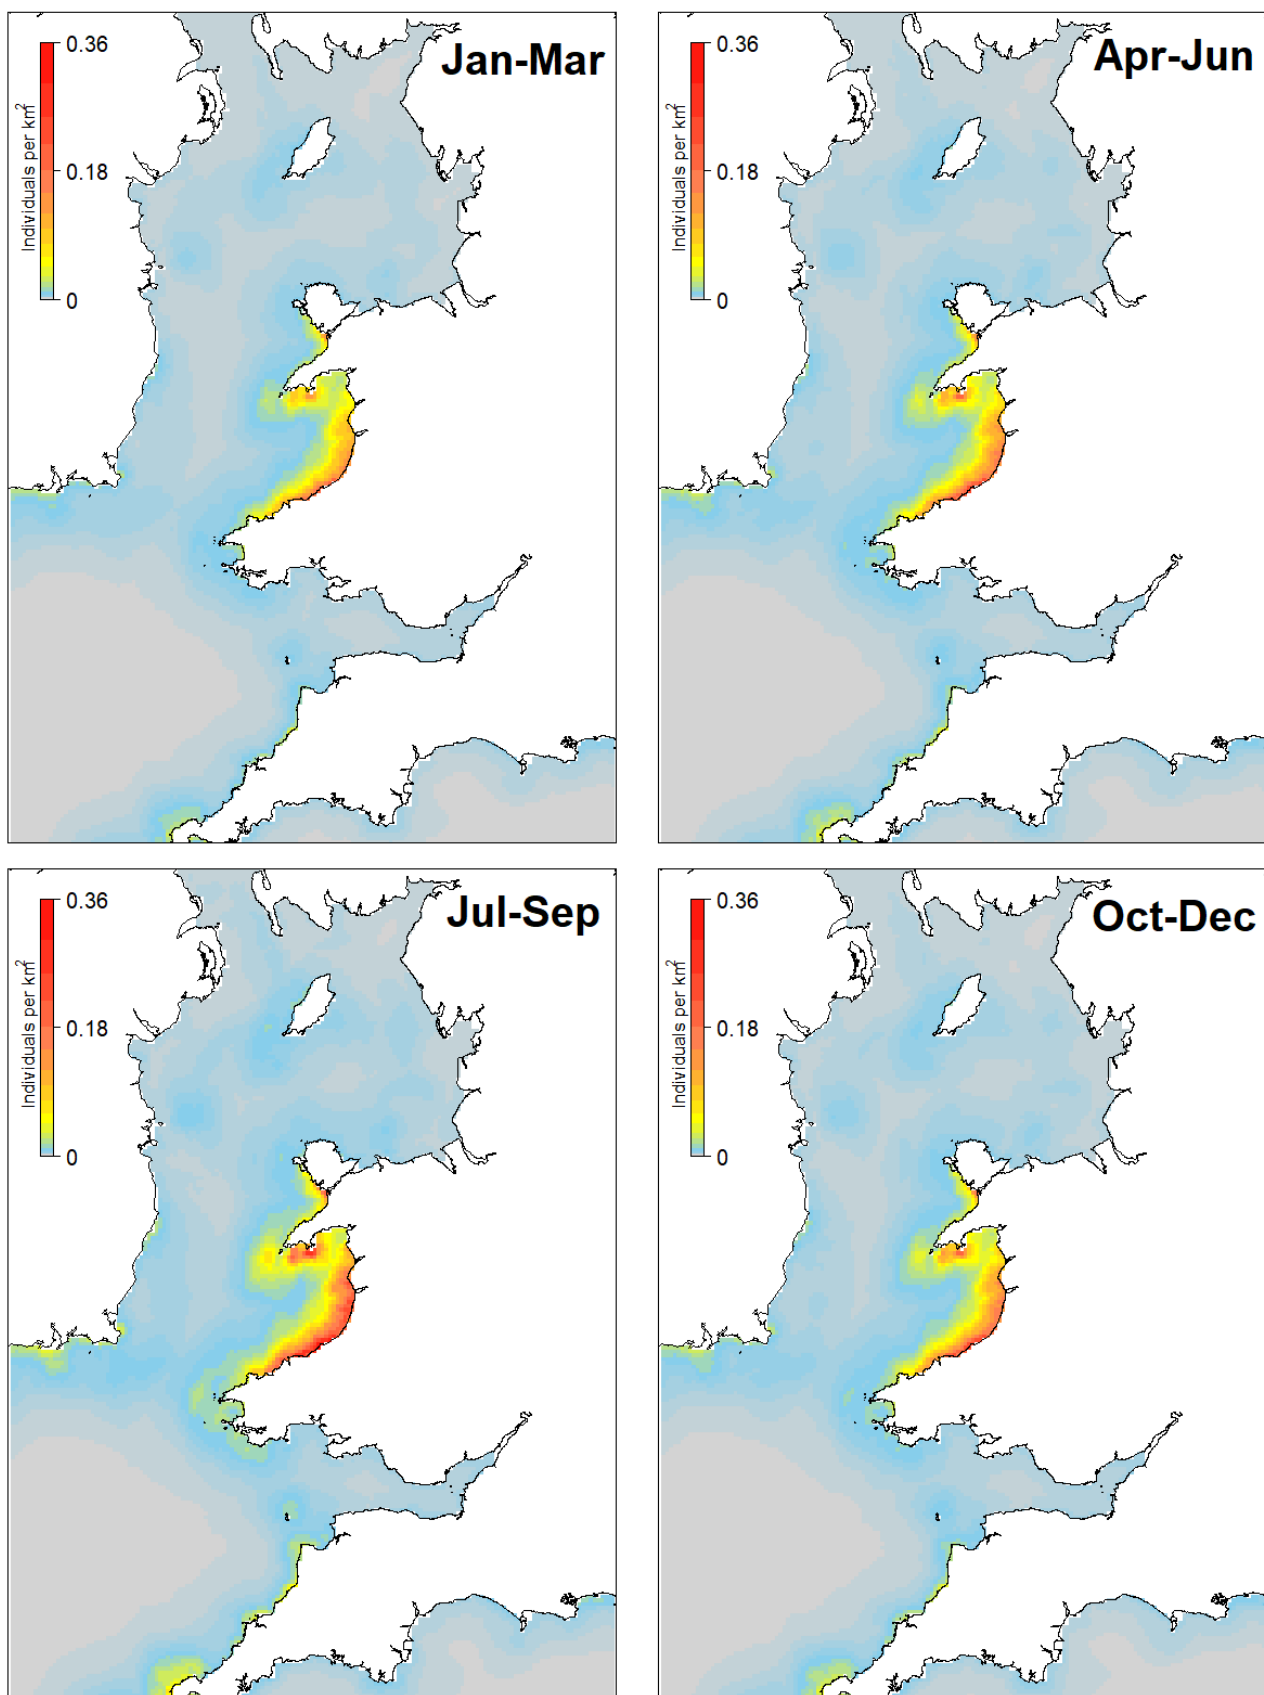 Jan-Mar
0.36
0.18
0
Individuals per km2
Apr-Jun
0.36
0.18
0
Individuals per km2
Jul-Sep
0.36
0.18
0
Individuals per km2
Oct-Dec
0.36
0.18
0
Individuals per km2